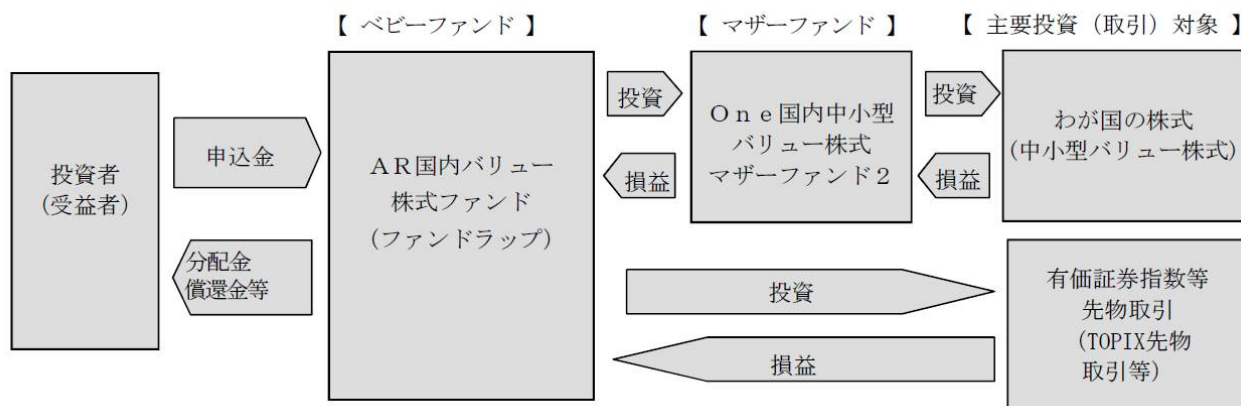 【 ベビーファンド 】
【 マザーファンド 】
【 主要投資（取引）対象 】
投資者
（受益者）
申込金
分配金
償還金等
ＡＲ国内バリュー
株式ファンド
（ファンドラップ）
投資
損益
Ｏｎｅ国内中小型
バリュー株式
マザーファンド２
投資
損益
わが国の株式
（中小型バリュー株式）
投資
損益
有価証券指数等
先物取引
（TOPIX先物
取引等）